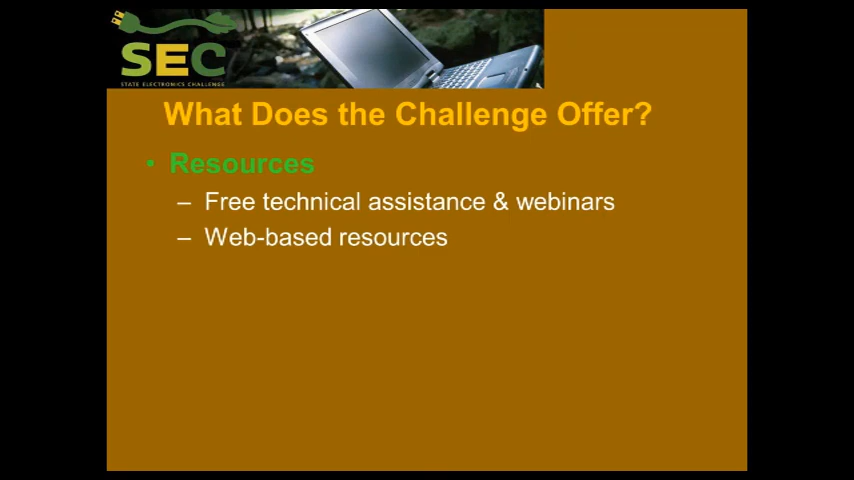 SEC
STATE ELECTRONICS CHALLENGE
What Does the Challenge Offer?
• Resources
– Free technical assistance & webinars
– Web-based resources